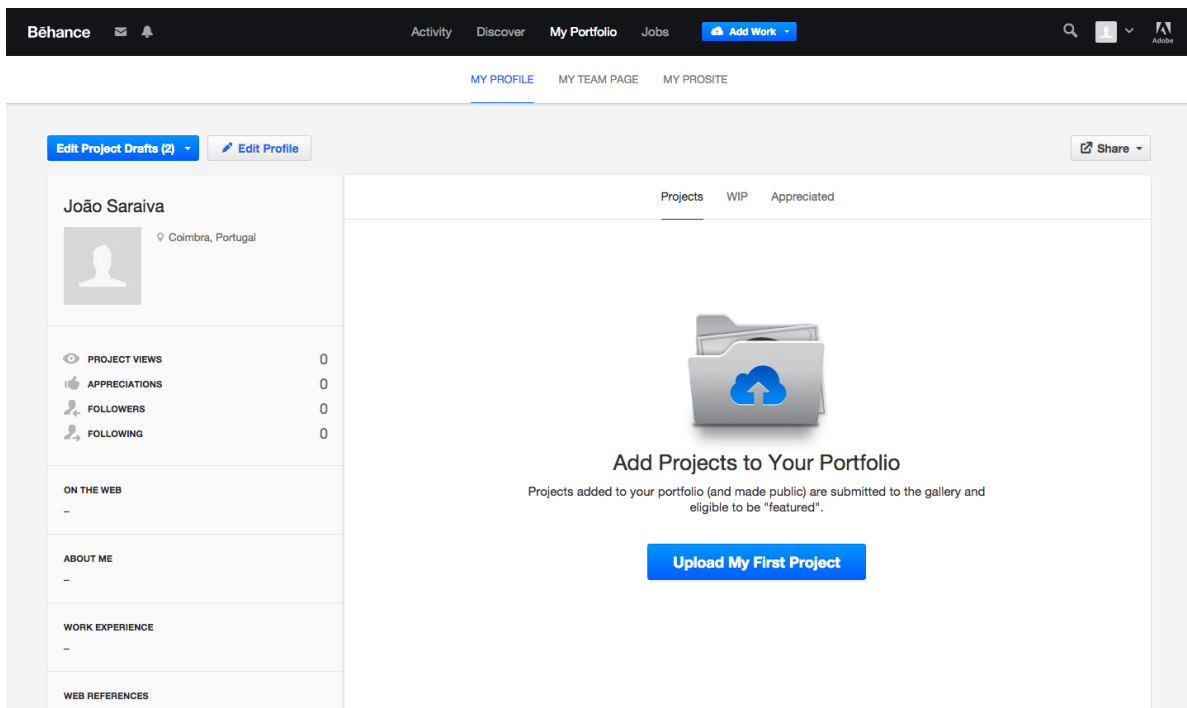 Bēhance
Activity Discover My Portfolio Jobs Add Work
Adobe
MY PROFILE MY TEAM PAGE MY PROSITE
Edit Project Drafts (2) Edit Profile Share
João Saraiva
Coimbra, Portugal
PROJECT VIEWS 0
APPRECIATIONS 0
FOLLOWERS 0
FOLLOWING 0
ON THE WEB
–
ABOUT ME
–
WORK EXPERIENCE
–
WEB REFERENCES
Projects WIP Appreciated
Add Projects to Your Portfolio
Projects added to your portfolio (and made public) are submitted to the gallery and
eligible to be "featured".
Upload My First Project